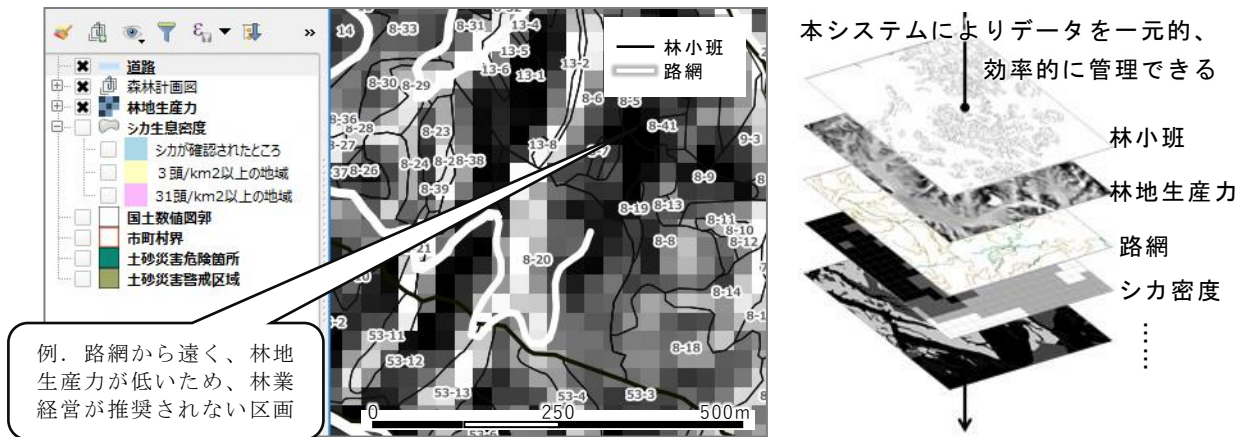 道路
森林計画図
林地生産力
シカ生息密度
シカが確認されたところ
3頭/km2以上の地域
31頭/km2以上の地域
国土数値図郭
市町村界
土砂災害危険箇所
土砂災害警戒区域
例．路網から遠く、林地
生産力が低いため、林業
経営が推奨されない区画
林小班
路網
14
8-33
8-31
13-4
13-5
13-6
13-1
13-2
8-30
8-29
8-6
8-5
8-36
8-28
8-27
8-23
8-41
9-3
13-8
8-26
8-24
8-38
8-39
8-9
8-19
8-13
8-11
8-10
8-12
8-8
21
8-20
8-14
53-11
53-12
8-18
53-13
53-4
53-3
0
250
500m
本システムによりデータを一元的、
効率的に管理できる
林小班
林地生産力
路網
シカ密度
……